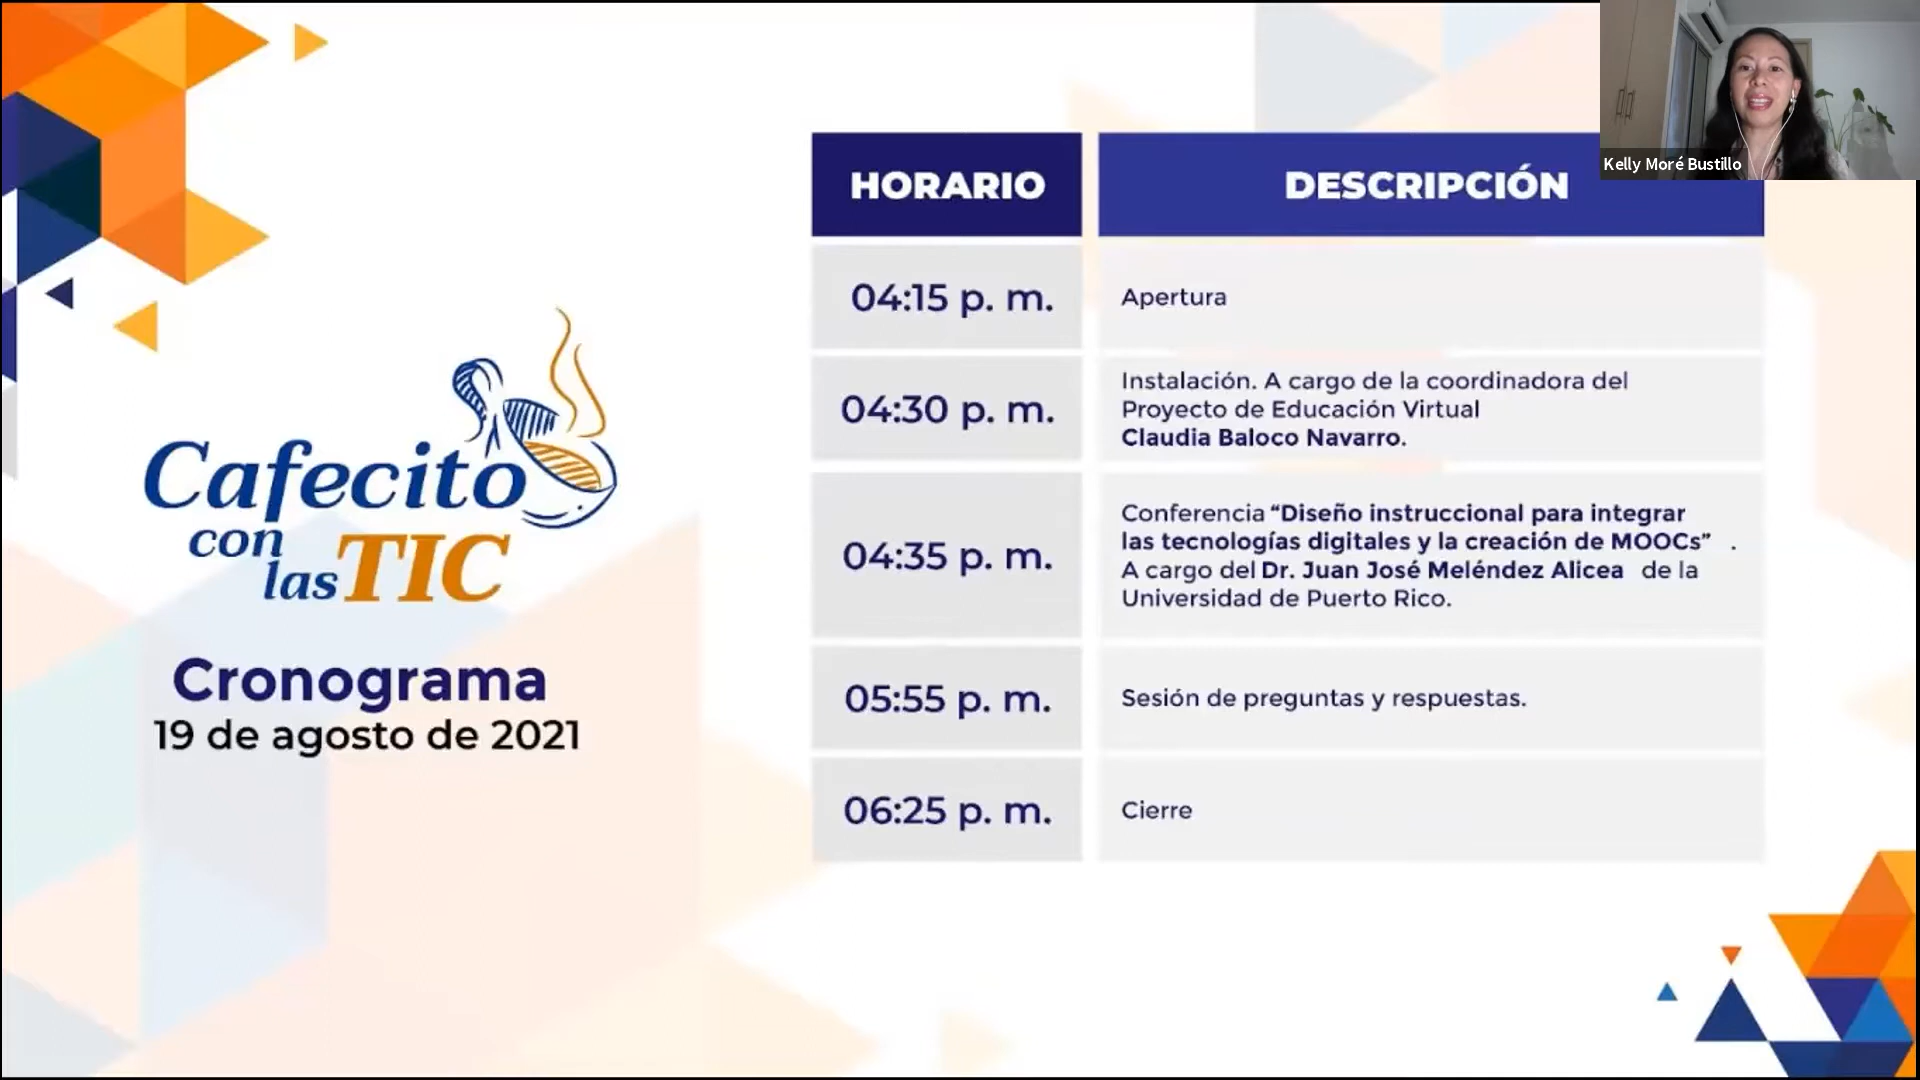 Kelly Moré Bustillo
Cafecito
con
las TIC
Cronograma
19 de agosto de 2021
HORARIO
DESCRIPCIÓN
04:15 p. m.
Apertura
04:30 p. m.
Instalación. A cargo de la coordinadora del
Proyecto de Educación Virtual
Claudia Baloco Navarro.
04:35 p. m.
Conferencia “Diseño instruccional para integrar
las tecnologías digitales y la creación de MOOCs” .
A cargo del Dr. Juan José Meléndez Alicea de la
Universidad de Puerto Rico.
05:55 p. m.
Sesión de preguntas y respuestas.
06:25 p. m.
Cierre